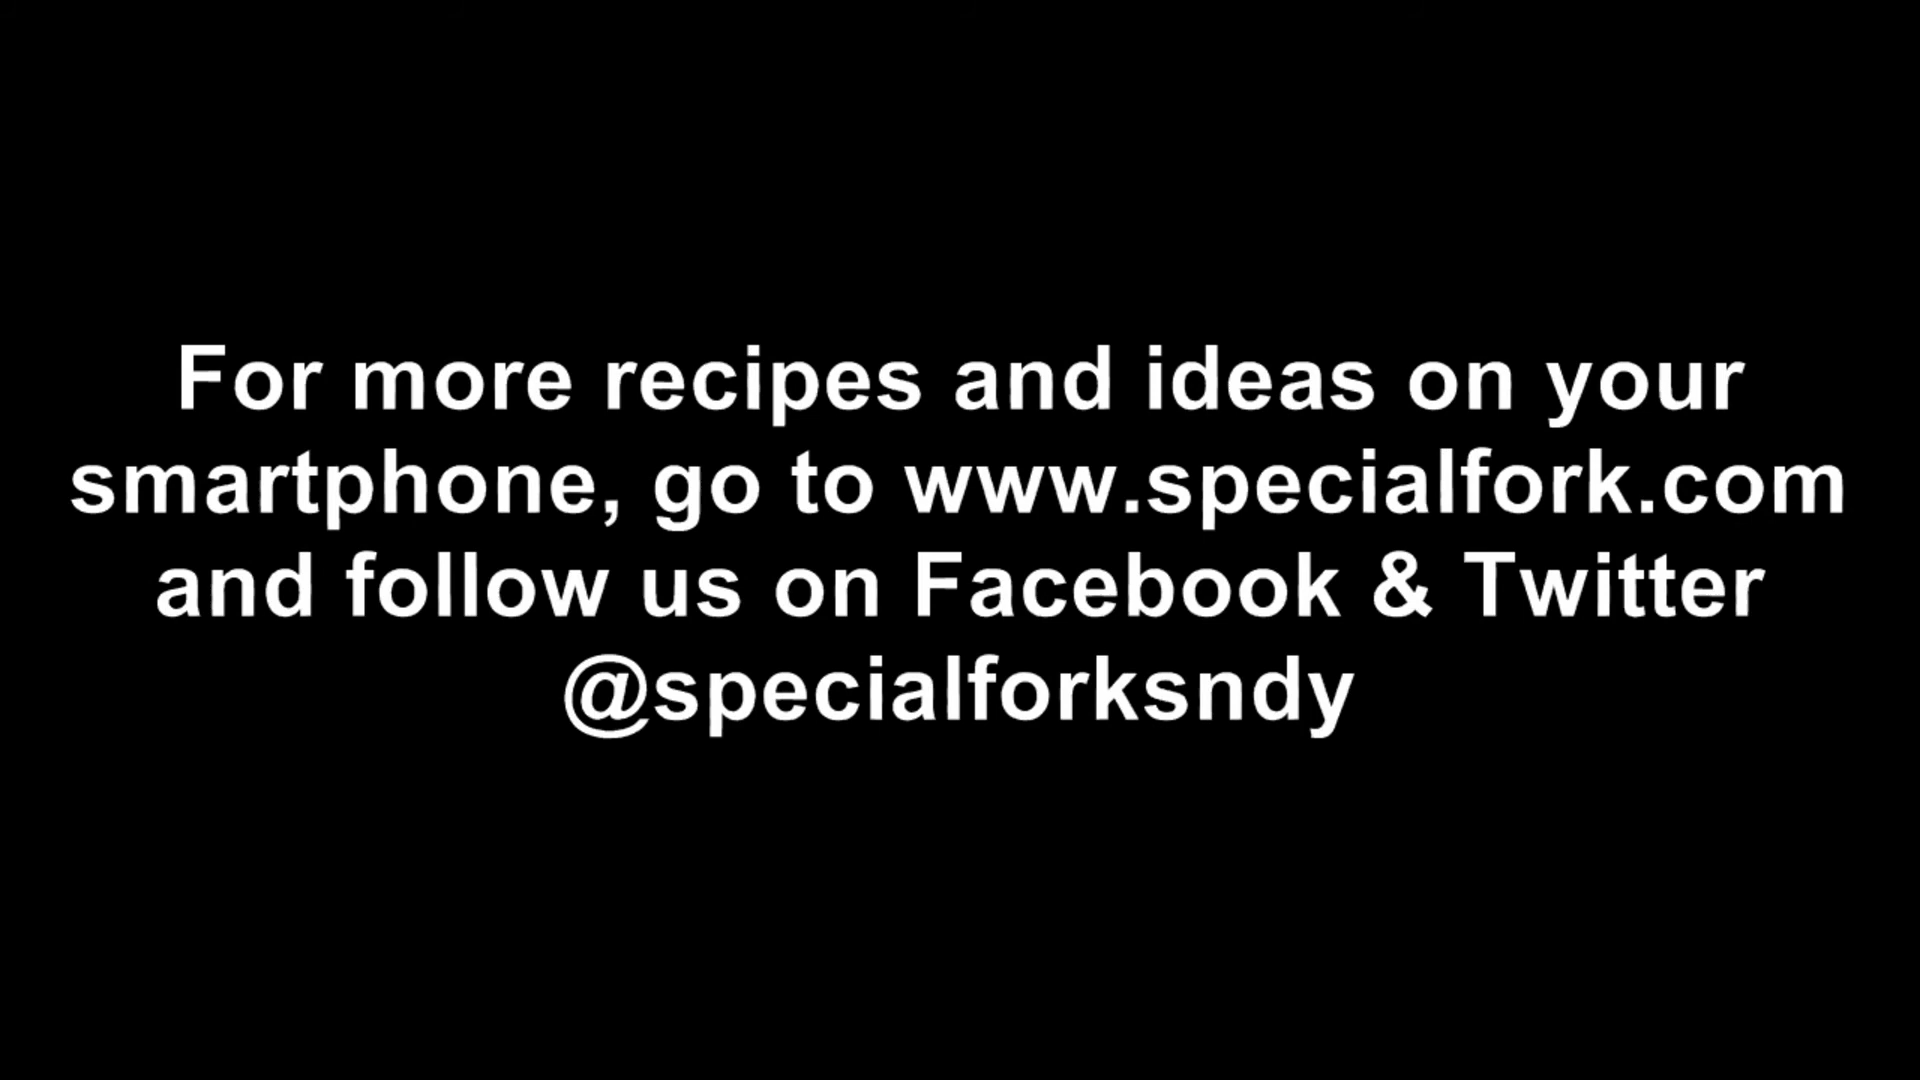 For more recipes and ideas on your
smartphone, go to www.specialfork.com
and follow us on Facebook & Twitter
@specialforksndy